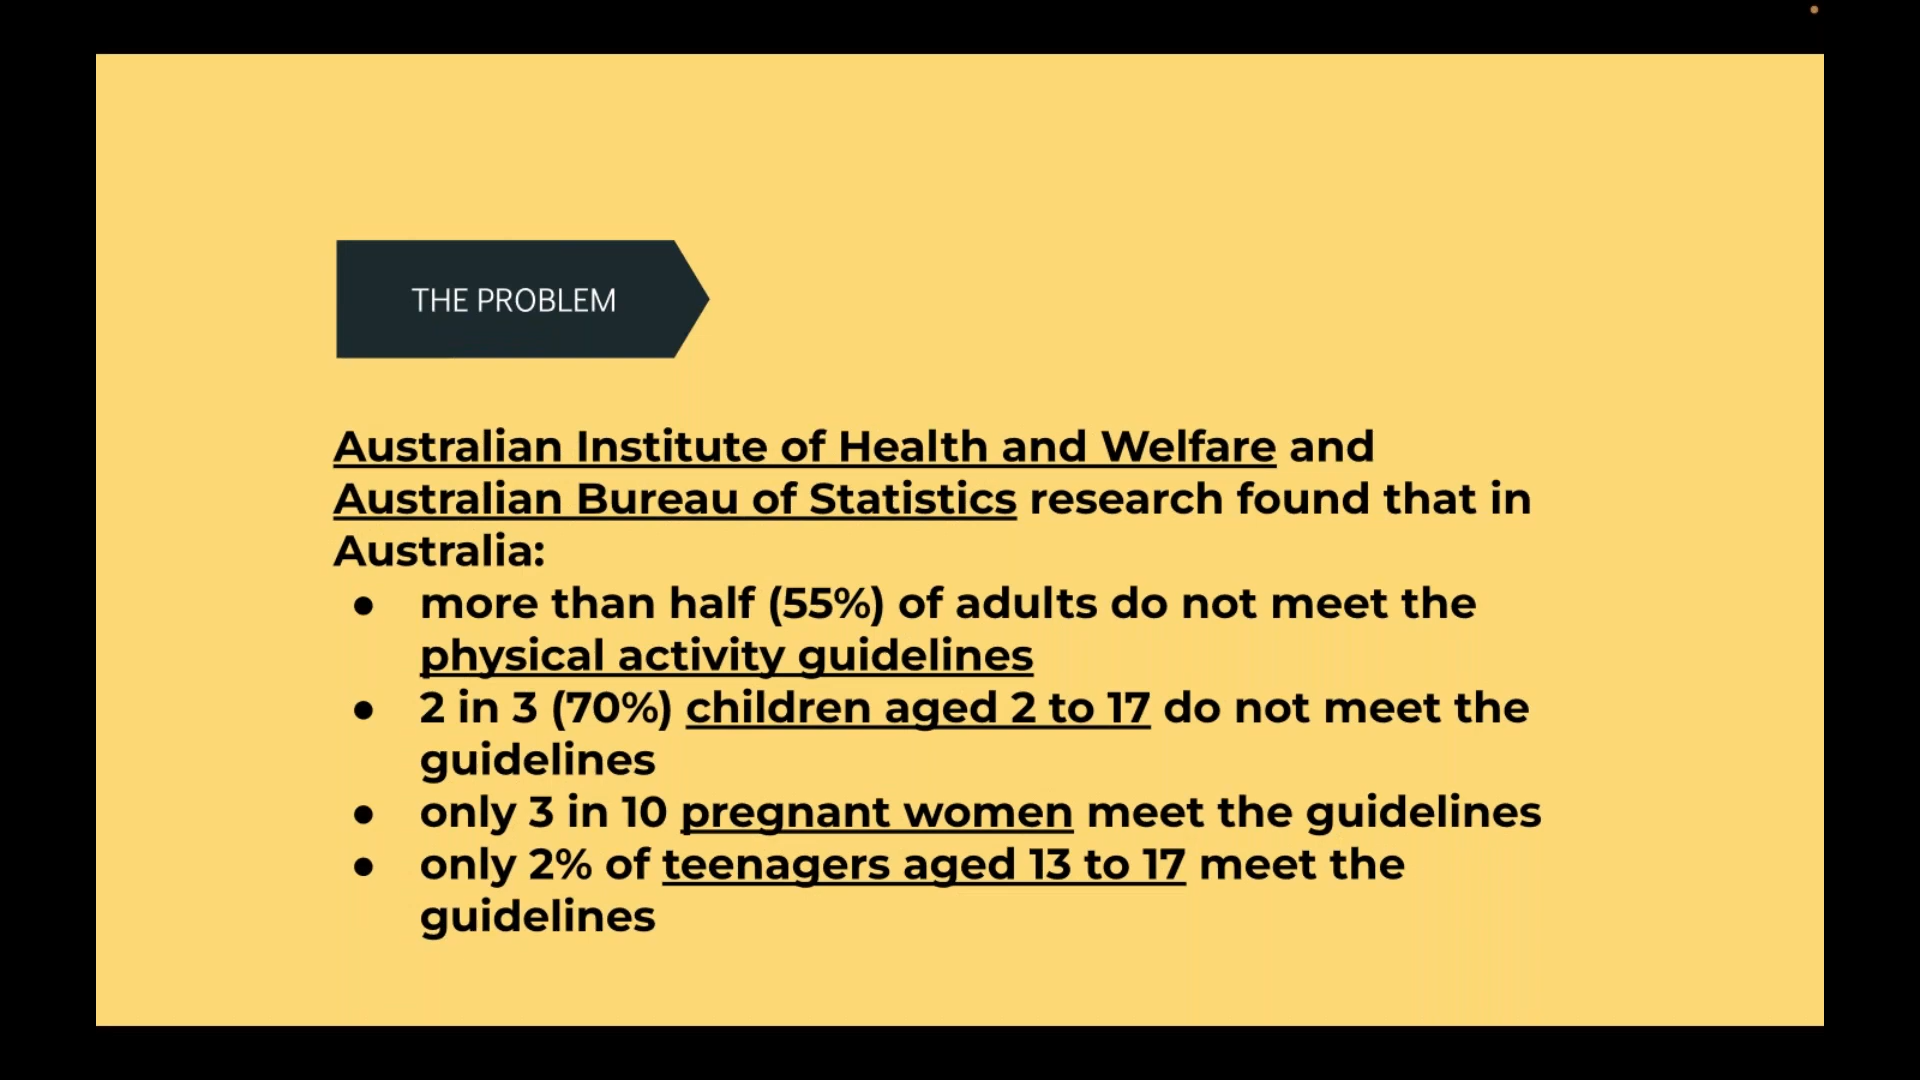 THE PROBLEM
Australian Institute of Health and Welfare and
Australian Bureau of Statistics research found that in
Australia:
● more than half (55%) of adults do not meet the
physical activity guidelines
● 2 in 3 (70%) children aged 2 to 17 do not meet the
guidelines
● only 3 in 10 pregnant women meet the guidelines
● only 2% of teenagers aged 13 to 17 meet the
guidelines